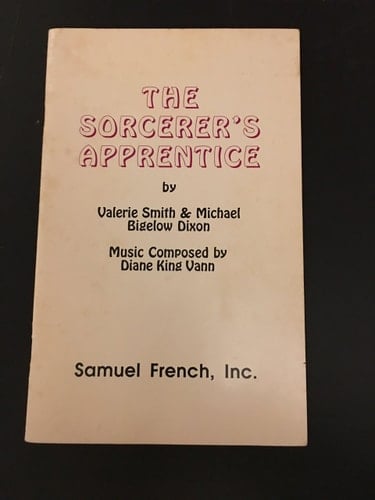 THE
SORCERER'S
APPRENTICE
by
Valerie Smith & Michael
Bigelow Dixon
Music Composed by
Diane King Vann
Samuel French, Inc.